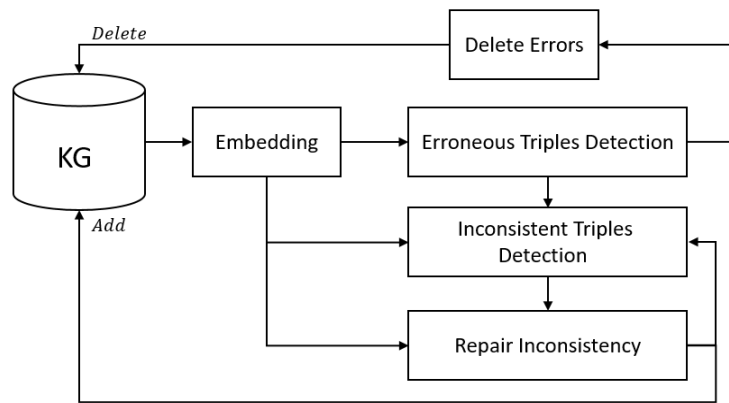 Delete
Delete Errors
KG
Embedding
Erroneous Triples Detection
Add
Inconsistent Triples
Detection
Repair Inconsistency